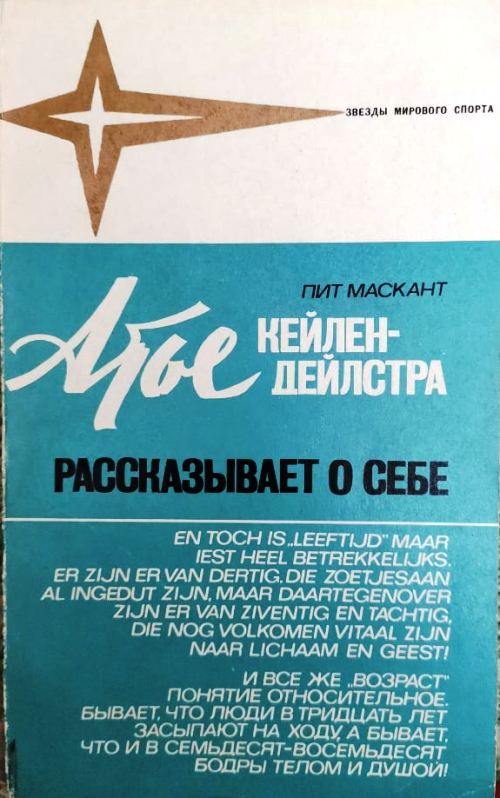 ЗВЕЗДЫ МИРОВОГО СПОРТА
ПИТ МАСКАНТ
Атье КЕЙЛЕН-
ДЕЙЛСТРА
РАССКАЗЫВАЕТ О СЕБЕ
EN TOCH IS „LEEFTIJD" MAAR
IEST HEEL BETREKKELIJKS.
ER ZIJN ER VAN DERTIG, DIE ZOETJESAAN
AL INGEDUT ZIJN, MAAR DAARTEGENOVER
ZIJN ER VAN ZIVENTIG EN TACHTIG,
DIE NOG VOLKOMEN VITAAL ZIJN
NAAR LICHAAM EN GEEST!
И ВСЕ ЖЕ „ВОЗРАСТ"
ПОНЯТИЕ ОТНОСИТЕЛЬНОЕ.
БЫВАЕТ, ЧТО ЛЮДИ В ТРИДЦАТЬ ЛЕТ
ЗАСЫПАЮТ НА ХОДУ, А БЫВАЕТ,
ЧТО И В СЕМЬДЕСЯТ-ВОСЕМЬДЕСЯТ
БОДРЫ ТЕЛОМ И ДУШОЙ!